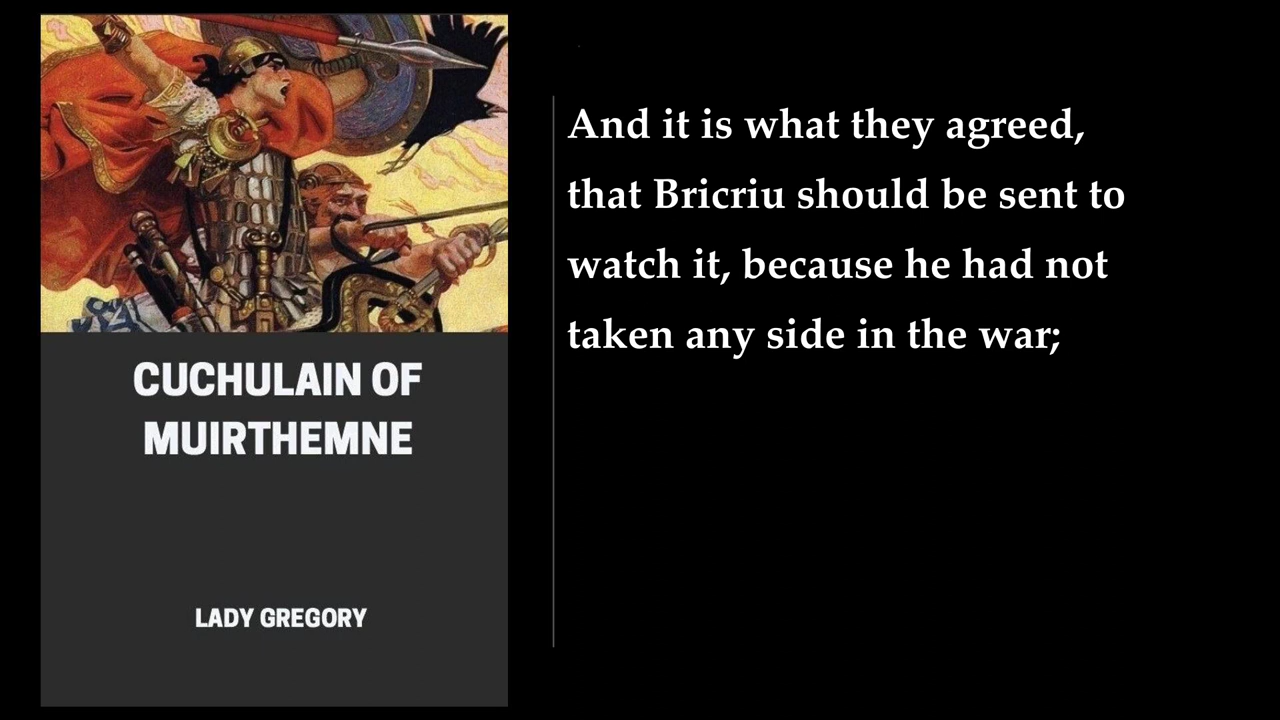 CUCHULAIN OF
MUIRTHEMNE
LADY GREGORY
And it is what they agreed,
that Bricriu should be sent to
watch it, because he had not
taken any side in the war;